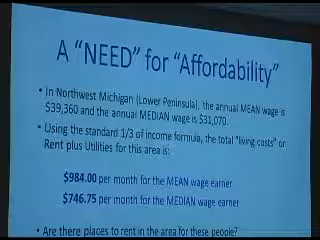 A "NEED" for "Affordability"
• In Northwest Michigan (Lower Peninsula), the annual MEAN wage is
$39,360 and the annual MEDIAN WAGE is $31,070.
• Using the standard 1/3 of income formula, the total "living costs" or
Rent plus Utilities for this area is:
$984.00 per month for the MEAN wage earner
$746.75 per month for the MEDIAN wage earner
• Are there places to rent in the area for these people?